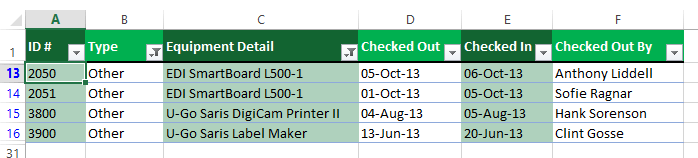 A B C D E F
1 ID # Type Equipment Detail Checked Out Checked In Checked Out By
13 2050 Other EDI SmartBoard L500-1 05-Oct-13 06-Oct-13 Anthony Liddell
14 2051 Other EDI SmartBoard L500-1 01-Oct-13 05-Oct-13 Sofie Ragnar
15 3800 Other U-Go Saris DigiCam Printer II 04-Aug-13 05-Aug-13 Hank Sorenson
16 3900 Other U-Go Saris Label Maker 13-Jun-13 20-Jun-13 Clint Gosse
31